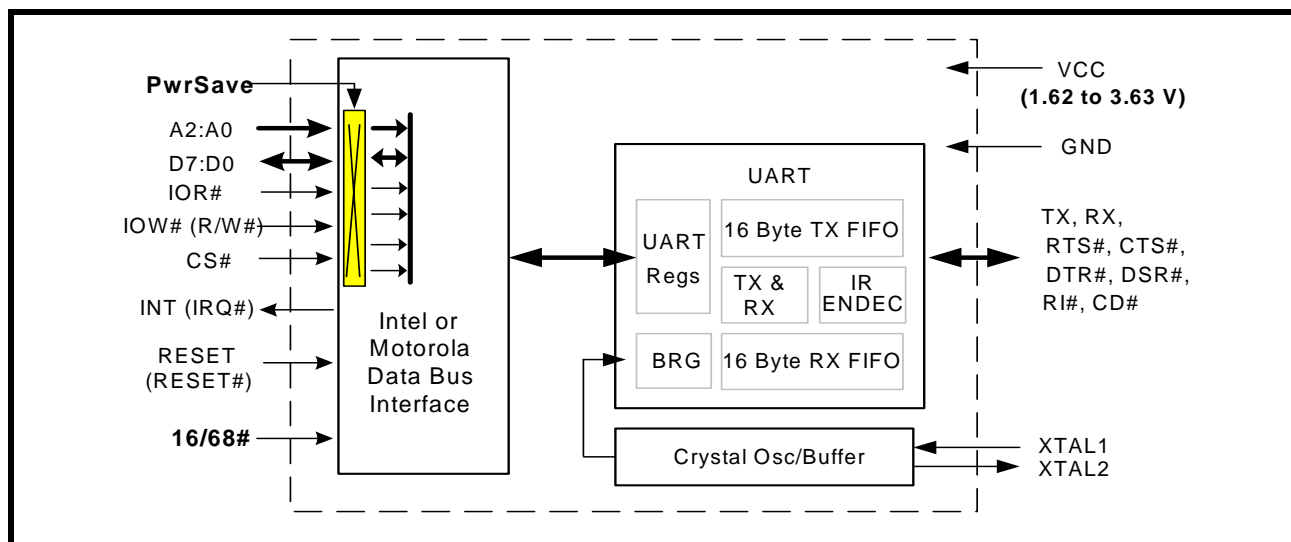 PwrSave
A2:A0
D7:D0
IOR#
IOW# (R/W#)
CS#
INT (IRQ#)
RESET
(RESET#)
16/68#
Intel or
Motorola
Data Bus
Interface
UART
UART
Regs
16 Byte TX FIFO
TX &
RX
IR
ENDEC
BRG
16 Byte RX FIFO
Crystal Osc/Buffer
VCC
(1.62 to 3.63 V)
GND
TX, RX,
RTS#, CTS#,
DTR#, DSR#,
RI#, CD#
XTAL1
XTAL2